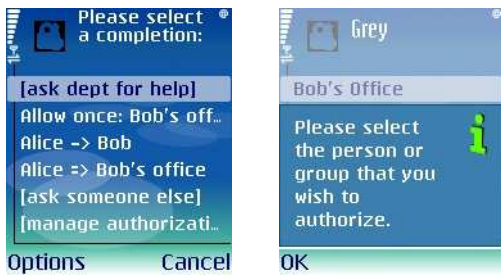 Please select
a completion:
[ask dept for help]
Allow once: Bob's off…
Alice -> Bob
Alice => Bob's office
[ask someone else]
[manage authorizati…
Options Cancel
Grey
Bob's Office
Please select
the person or
group that you
wish to
authorize.
OK